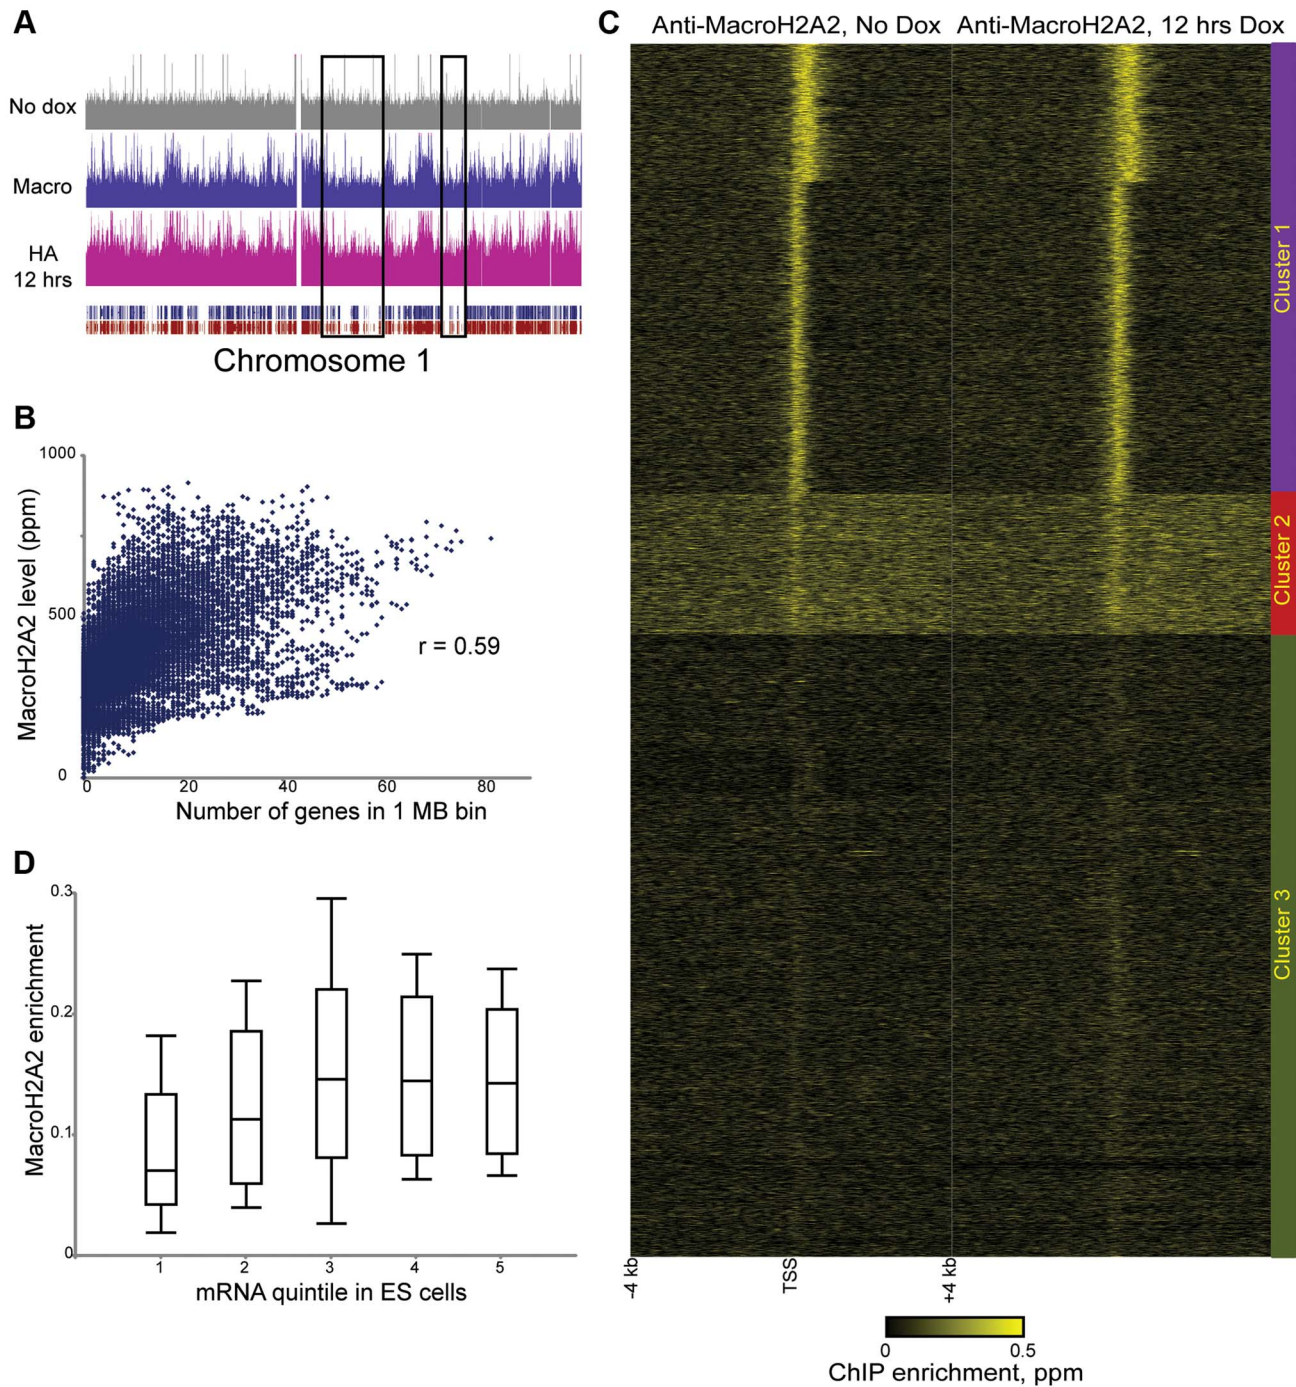 A
No dox
Macro
HA
12 hrs
Chromosome 1
B
MacroH2A2 level (ppm)
1000
500
0
0 20 40 60 80
Number of genes in 1 MB bin
r = 0.59
D
MacroH2A2 enrichment
0.3
0.2
0.1
0
1 2 3 4 5
mRNA quintile in ES cells
C
Anti-MacroH2A2, No Dox Anti-MacroH2A2, 12 hrs Dox
Cluster 1
Cluster 2
Cluster 3
-4 kb TSS +4 kb
0 0.5
ChIP enrichment, ppm